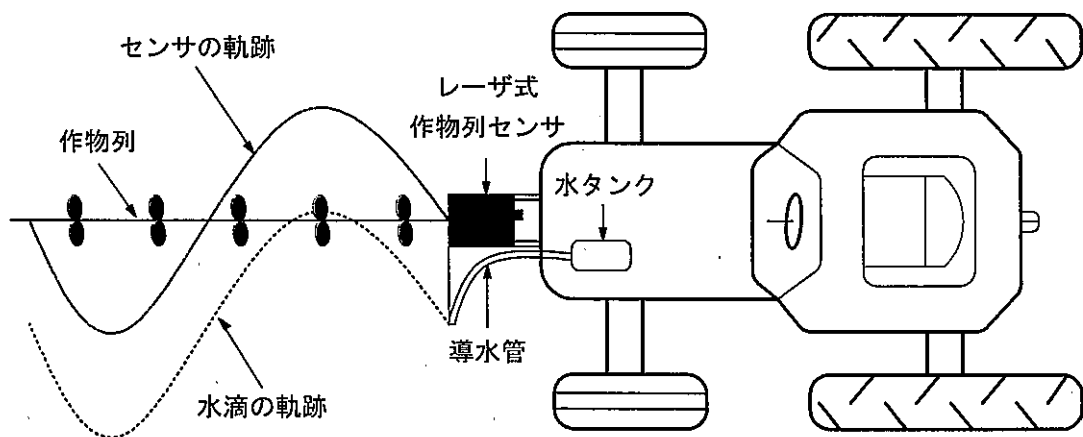 センサの軌跡
レーザ式
作物列センサ
作物列
水タンク
導水管
水滴の軌跡